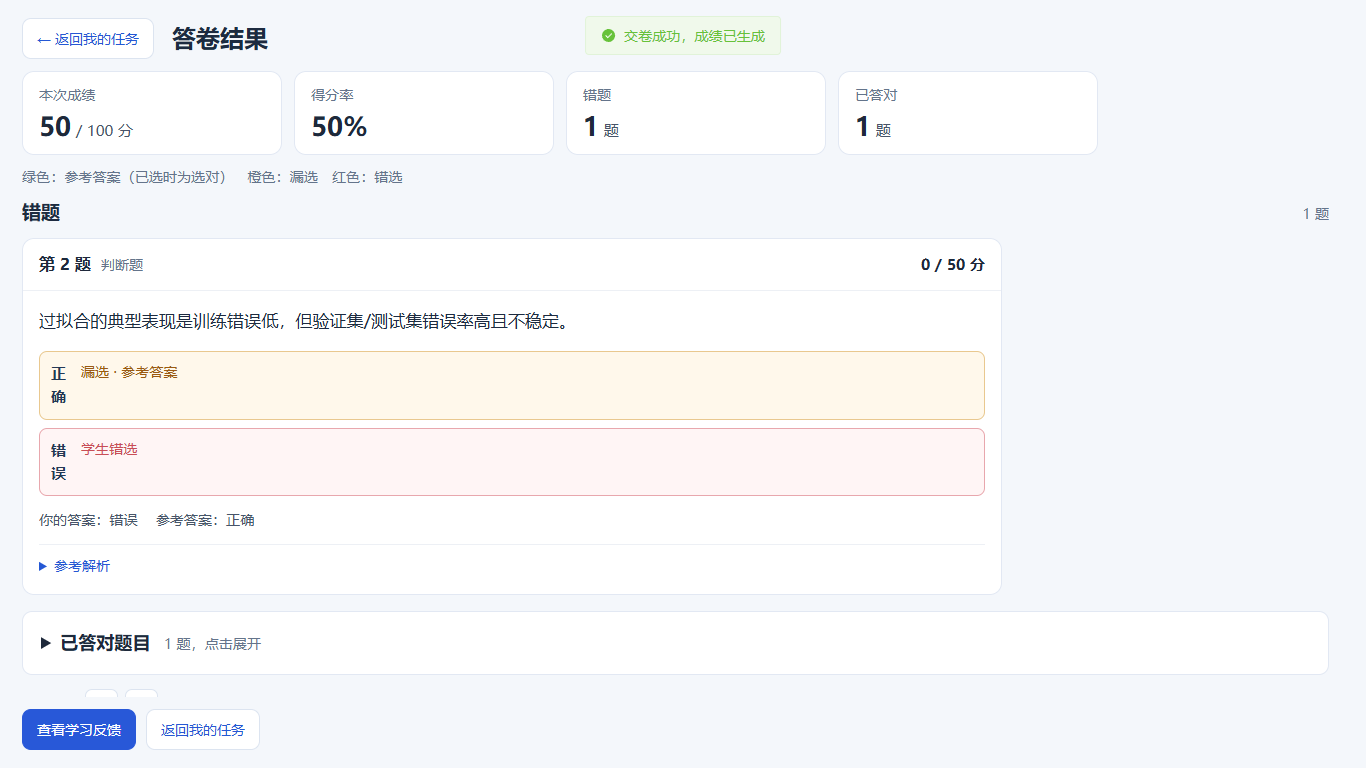 ← 返回我的任务
答卷结果
交卷成功，成绩已生成
本次成绩
50 / 100 分
得分率
50%
错题
1 题
已答对
1 题
绿色：参考答案（已选时为选对） 橙色：漏选 红色：错选
错题
1 题
第 2 题 判断题
0 / 50 分
过拟合的典型表现是训练错误低，但验证集/测试集错误率高且不稳定。
正确 漏选 · 参考答案
错误 学生错选
你的答案：错误 参考答案：正确
▶ 参考解析
▶ 已答对题目 1 题，点击展开
查看学习反馈
返回我的任务